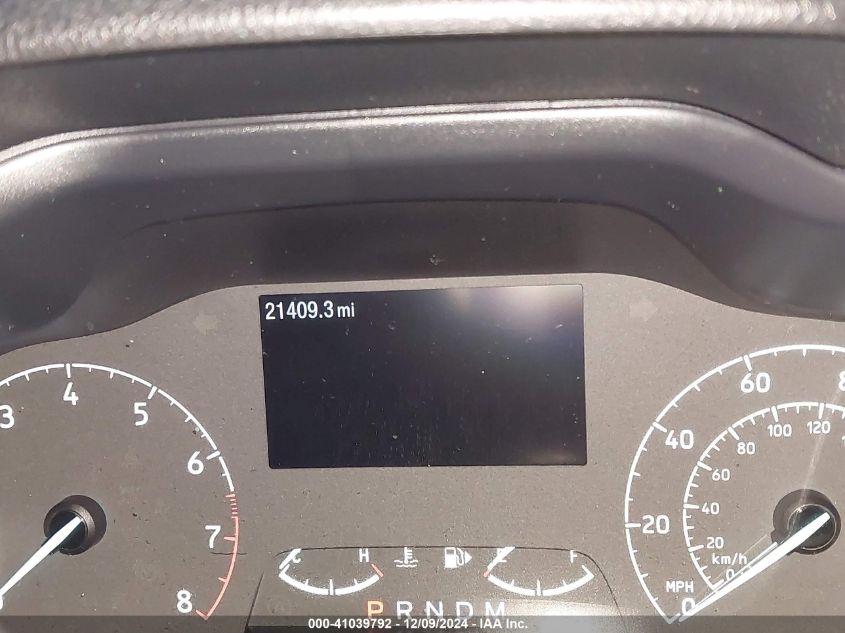 21409.3 mi
3 4 5 6 7 8
20 40 60
20 40 60 80 100 120
km/h
MPH
0
0
C H E F
P R N D M
000-41039792 - 12/09/2024 - IAA Inc.